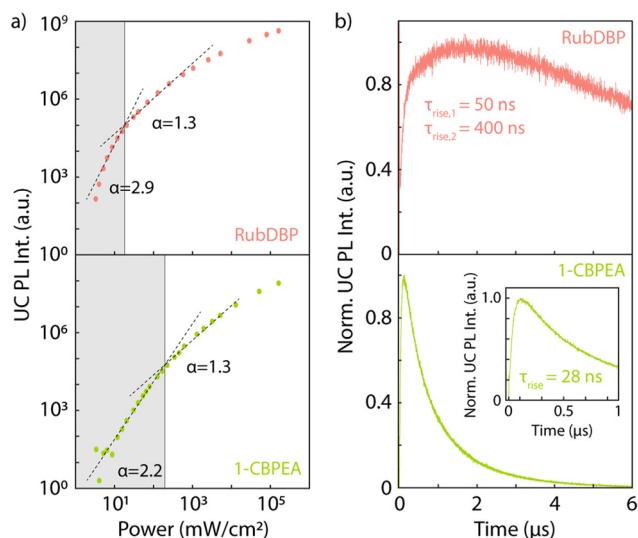 a)
UC PL Int. (a.u.)
10⁹
10⁶
10³
10⁰
α=1.3
α=2.9
RubDBP
10⁶
10³
10⁰
α=1.3
α=2.2
1-CBPEA
10¹
10³
10⁵
Power (mW/cm²)
b)
Norm. UC PL Int. (a.u.)
RubDBP
0.8
0.4
0
τrise,1 = 50 ns
τrise,2 = 400 ns
1-CBPEA
0.8
0.4
0
Norm. UC PL Int. (a.u.)
1.0
0
τrise = 28 ns
0
0.5
1
Time (μs)
0
2
4
6
Time (μs)